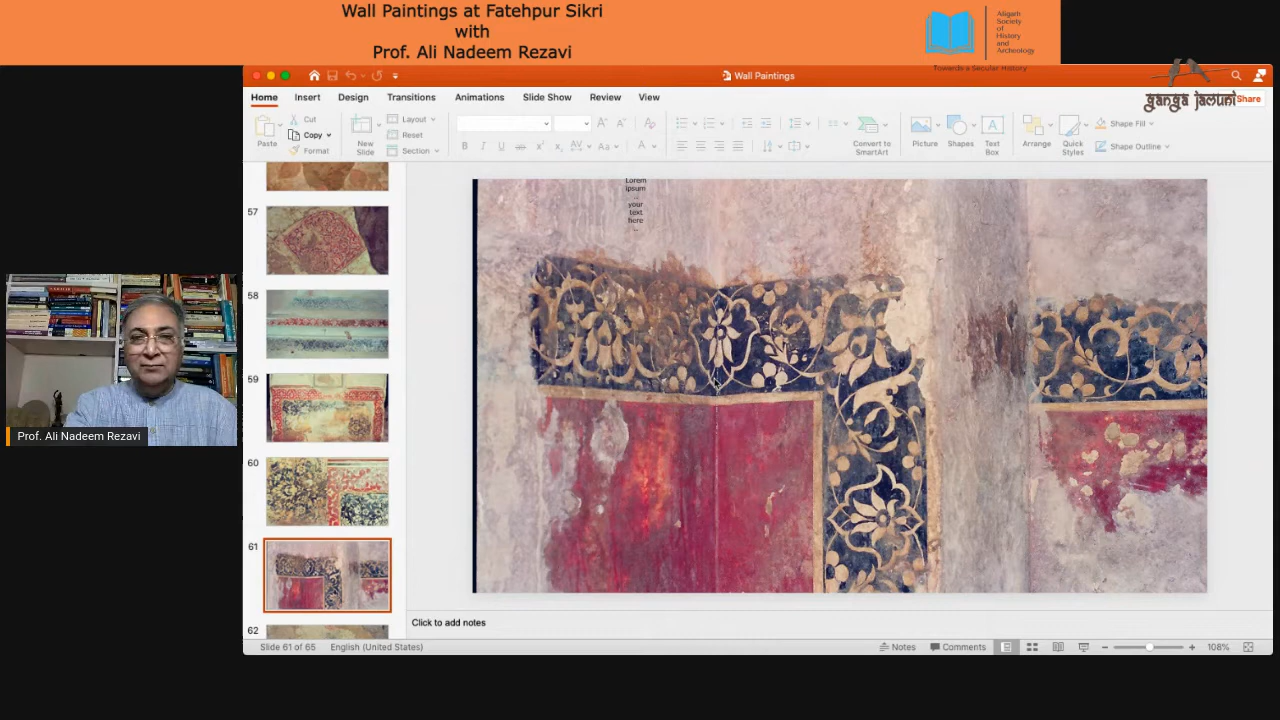 Wall Paintings at Fatehpur Sikri
with
Prof. Ali Nadeem Rezavi
Aligarh
Society
of
History
and
Archeology
Towards a Secular History
ganga jamuni
Wall Paintings
Home Insert Design Transitions Animations Slide Show Review View Share
Paste
Cut
Copy
Format
New
Slide
Layout
Reset
Section
Convert to
SmartArt
Picture
Shapes
Text
Box
Arrange
Quick
Styles
Shape Fill
Shape Outline
57
58
59
60
61
62
Lorem
ipsum
...
your
text
here
...
Prof. Ali Nadeem Rezavi
Click to add notes
Slide 61 of 65 English (United States) Notes Comments 108%